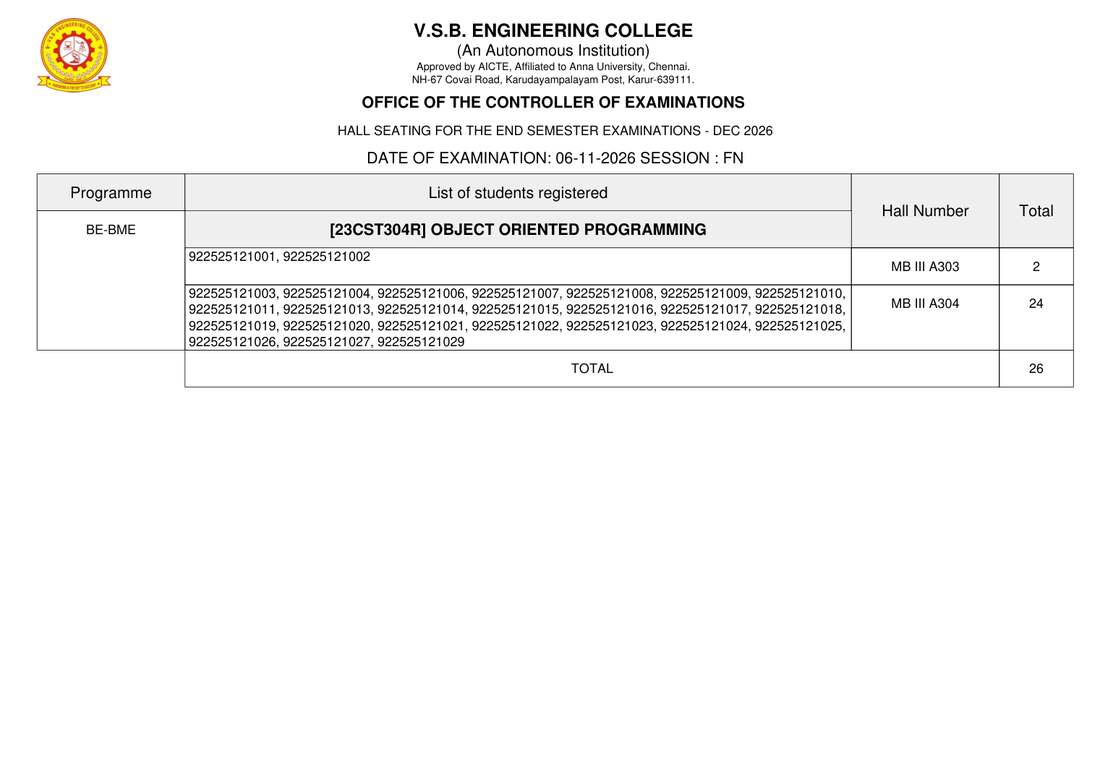 V.S.B. ENGINEERING COLLEGE
(An Autonomous Institution)
Approved by AICTE, Affiliated to Anna University, Chennai.
NH-67 Covai Road, Karudayampalayam Post, Karur-639111.
OFFICE OF THE CONTROLLER OF EXAMINATIONS
HALL SEATING FOR THE END SEMESTER EXAMINATIONS - DEC 2026
DATE OF EXAMINATION: 06-11-2026 SESSION : FN
Programme
List of students registered
Hall Number
Total
BE-BME
[23CST304R] OBJECT ORIENTED PROGRAMMING
922525121001, 922525121002
MB III A303
2
922525121003, 922525121004, 922525121006, 922525121007, 922525121008, 922525121009, 922525121010,
922525121011, 922525121013, 922525121014, 922525121015, 922525121016, 922525121017, 922525121018,
922525121019, 922525121020, 922525121021, 922525121022, 922525121023, 922525121024, 922525121025,
922525121026, 922525121027, 922525121029
MB III A304
24
TOTAL
26